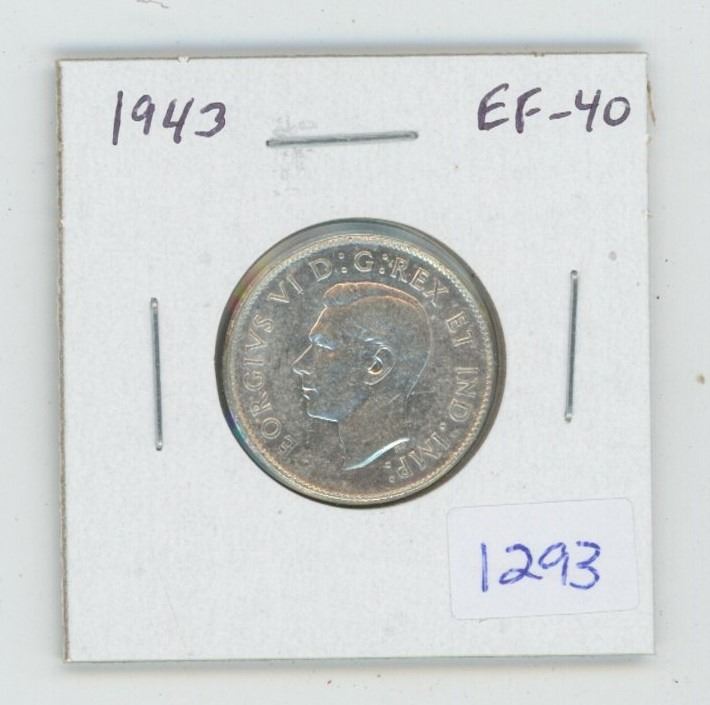 1943 EF-40
GEORGIVS VI D:G:REX ET IND:IMP:
1293